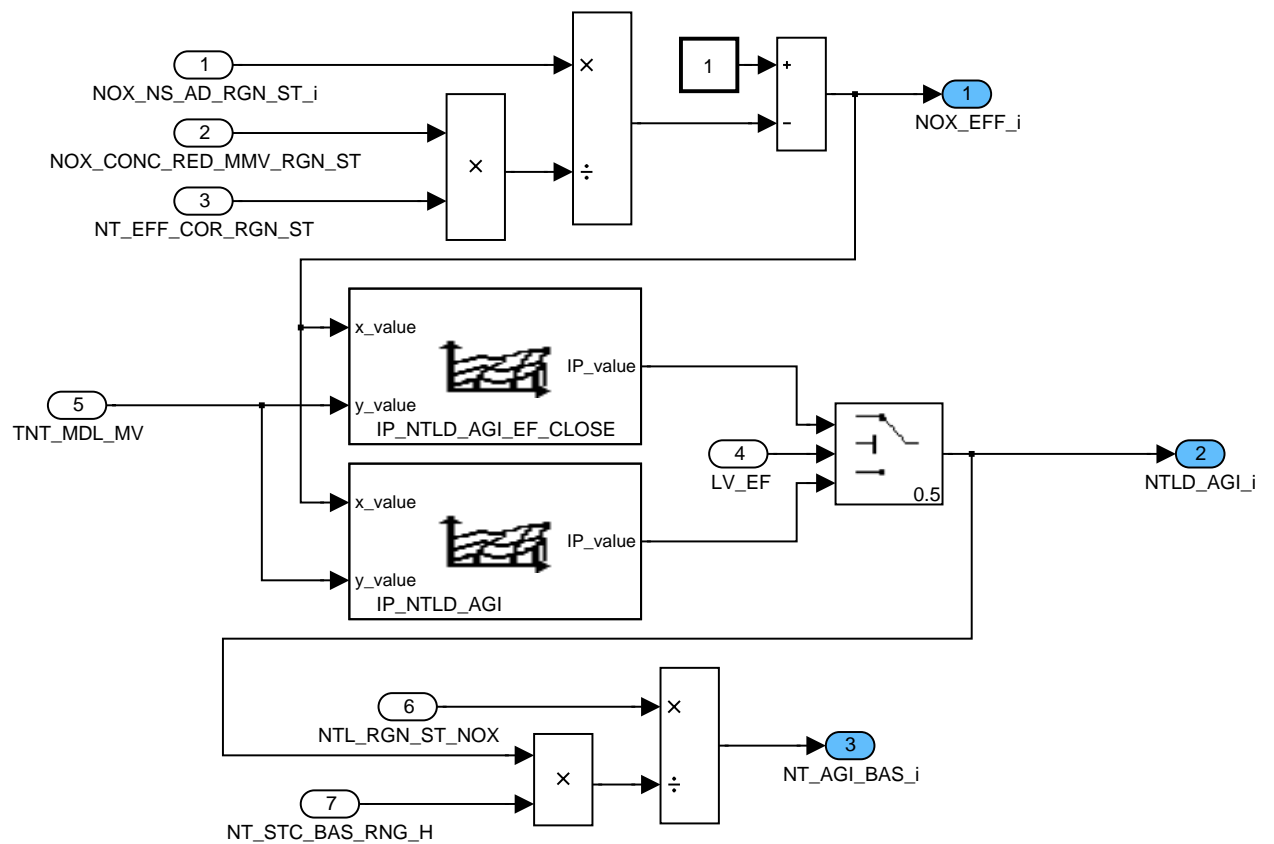 1
NOX_NS_AD_RGN_ST_i
2
NOX_CONC_RED_MMV_RGN_ST
3
NT_EFF_COR_RGN_ST
×
×
÷
1
+
−
1
NOX_EFF_i
x_value
y_value
IP_value
IP_NTLD_AGI_EF_CLOSE
5
TNT_MDL_MV
x_value
y_value
IP_value
IP_NTLD_AGI
4
LV_EF
0.5
2
NTLD_AGI_i
6
NTL_RGN_ST_NOX
7
NT_STC_BAS_RNG_H
×
×
÷
3
NT_AGI_BAS_i